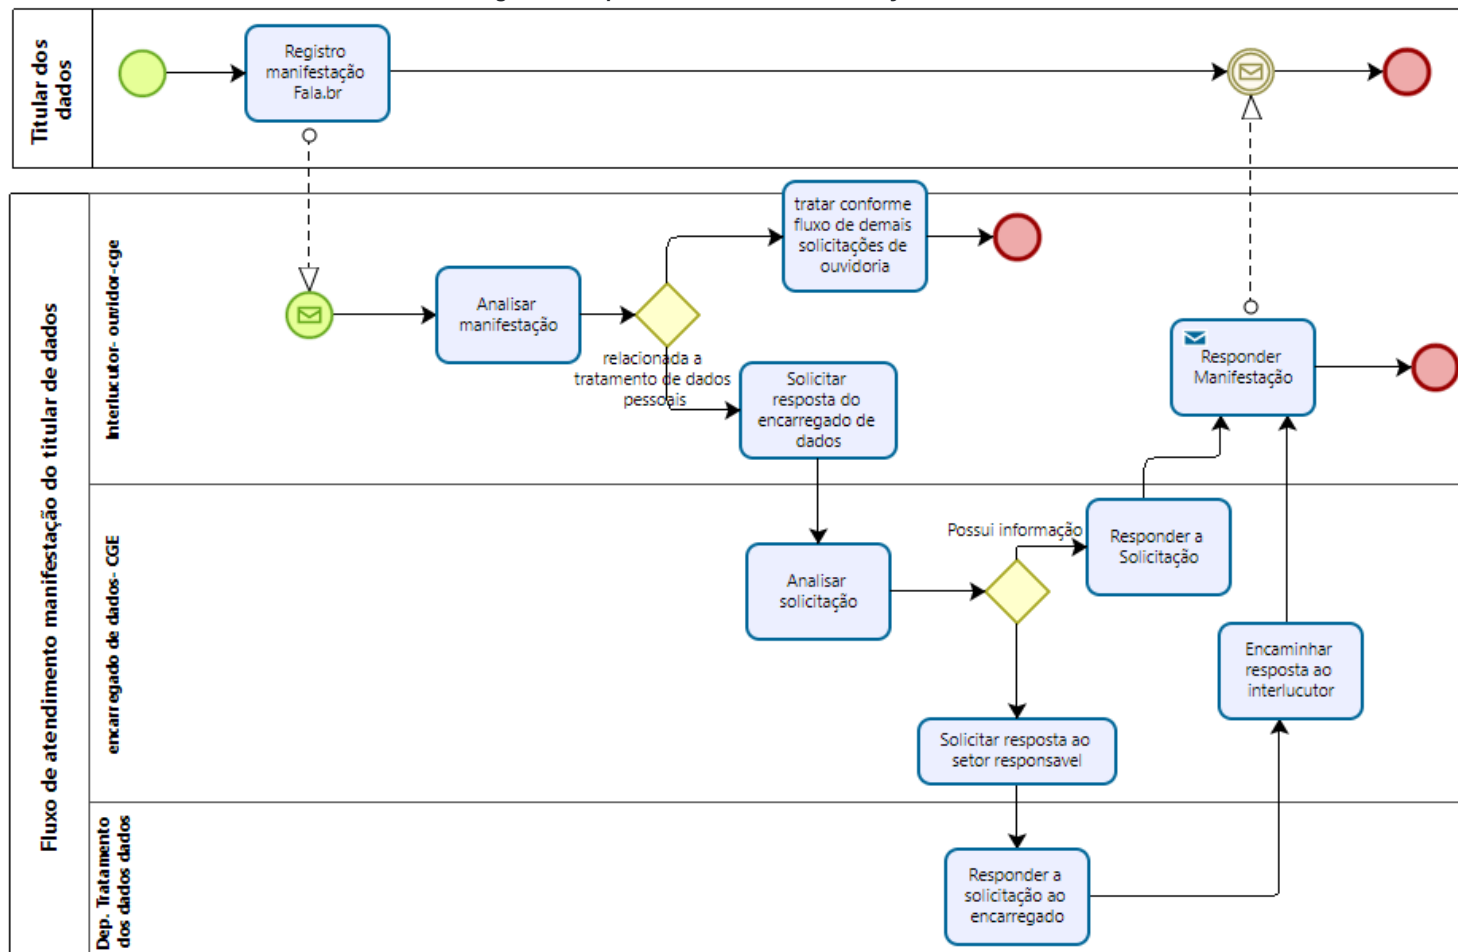 Titular dos
dados
Registro
manifestação
Fala.br
Fluxo de atendimento manifestação do titular de dados
Interlucutor- ouvidor-cge
Analisar
manifestação
tratar conforme
fluxo de demais
solicitações de
ouvidoria
relacionada a
tratamento de dados
pessoais
Solicitar
resposta do
encarregado de
dados
Responder
Manifestação
encarregado de dados- CGE
Analisar
solicitação
Possui informação
Responder a
Solicitação
Encaminhar
resposta ao
interlucutor
Solicitar resposta ao
setor responsavel
Dep. Tratamento
dos dados dados
Responder a
solicitação ao
encarregado